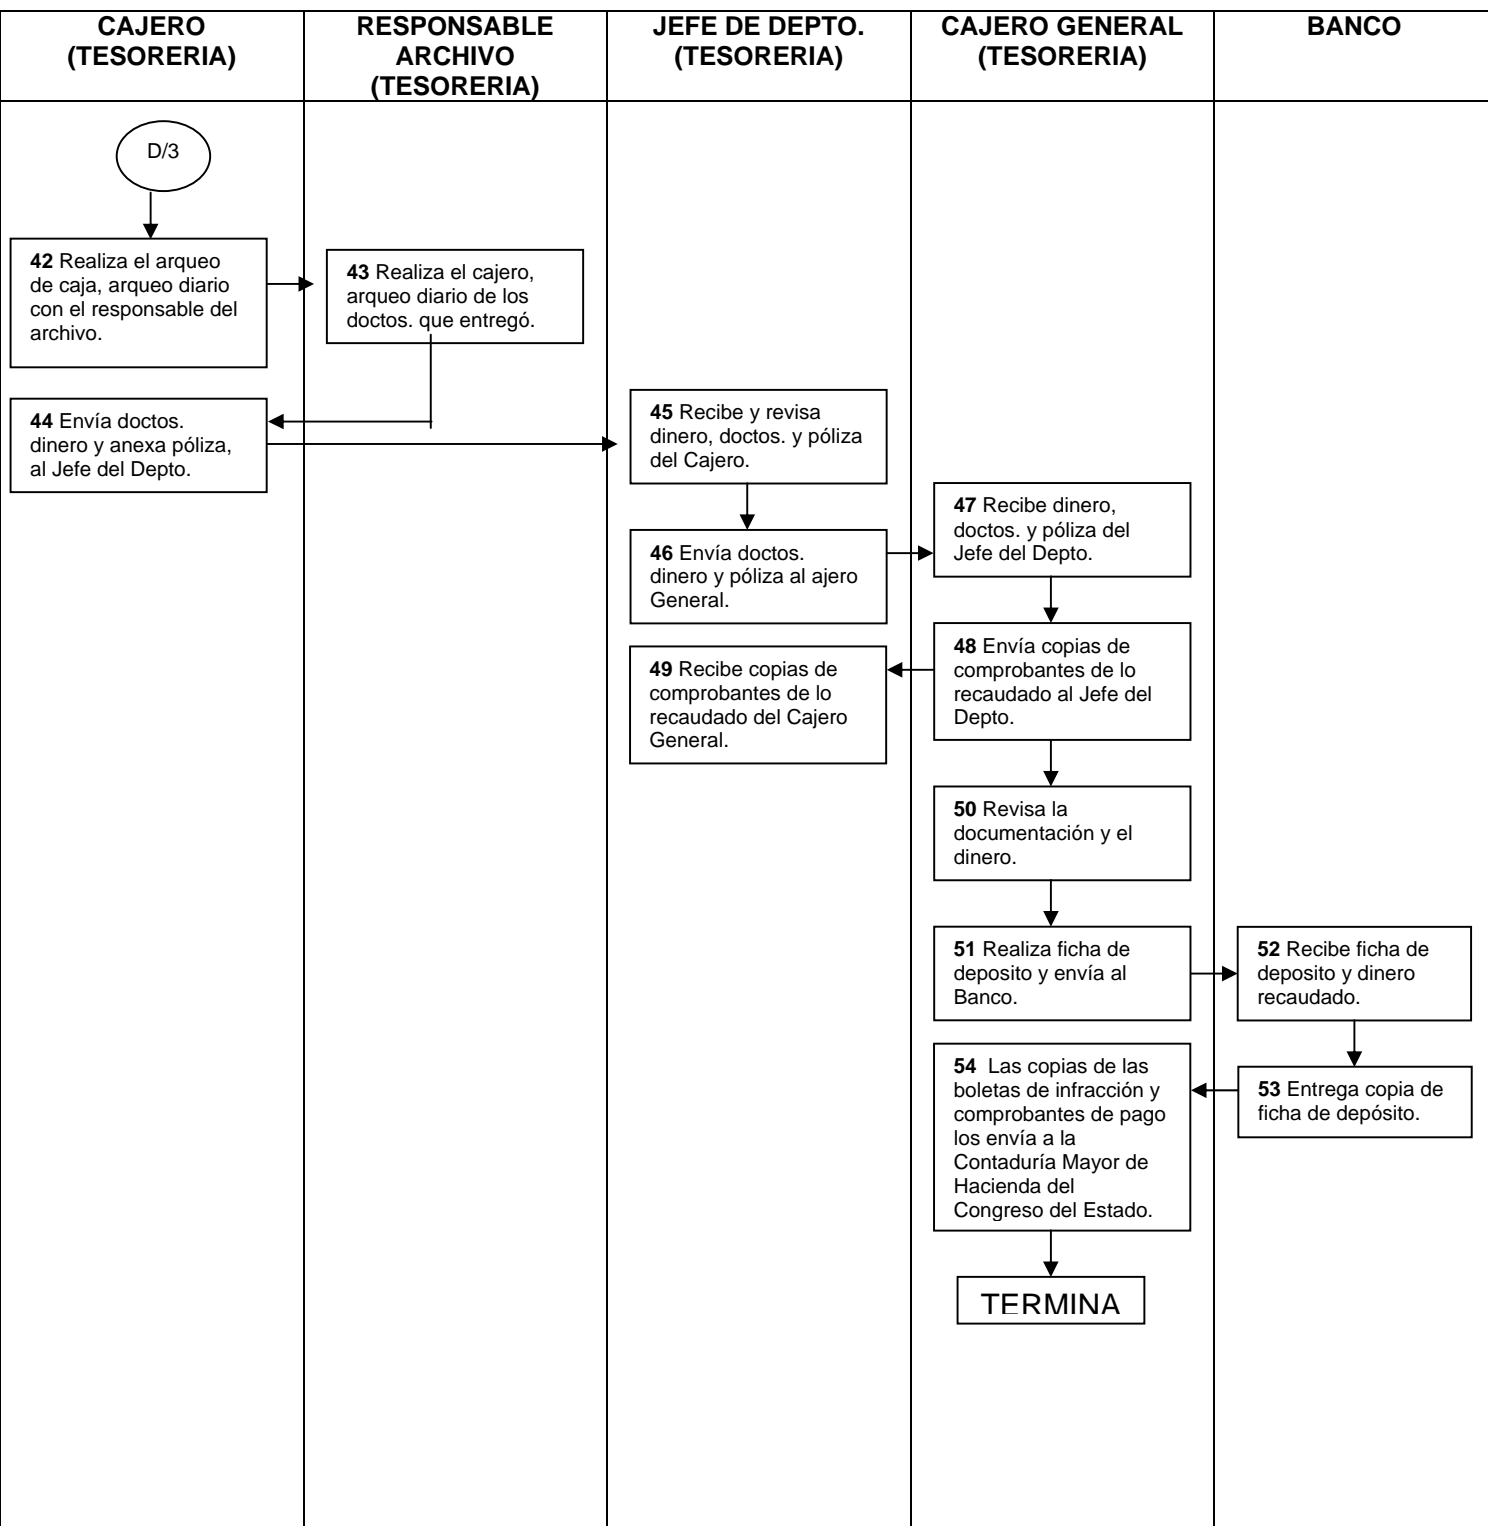 CAJERO
(TESORERIA)
RESPONSABLE
ARCHIVO
(TESORERIA)
JEFE DE DEPTO.
(TESORERIA)
CAJERO GENERAL
(TESORERIA)
BANCO
D/3
42 Realiza el arqueo
de caja, arqueo diario
con el responsable del
archivo.
43 Realiza el cajero,
arqueo diario de los
doctos. que entregó.
44 Envía doctos.
dinero y anexa póliza,
al Jefe del Depto.
45 Recibe y revisa
dinero, doctos. y póliza
del Cajero.
46 Envía doctos.
dinero y póliza al ajero
General.
47 Recibe dinero,
doctos. y póliza del
Jefe del Depto.
48 Envía copias de
comprobantes de lo
recaudado al Jefe del
Depto.
49 Recibe copias de
comprobantes de lo
recaudado del Cajero
General.
50 Revisa la
documentación y el
dinero.
51 Realiza ficha de
deposito y envía al
Banco.
52 Recibe ficha de
deposito y dinero
recaudado.
53 Entrega copia de
ficha de depósito.
54 Las copias de las
boletas de infracción y
comprobantes de pago
los envía a la
Contaduría Mayor de
Hacienda del
Congreso del Estado.
TERMINA